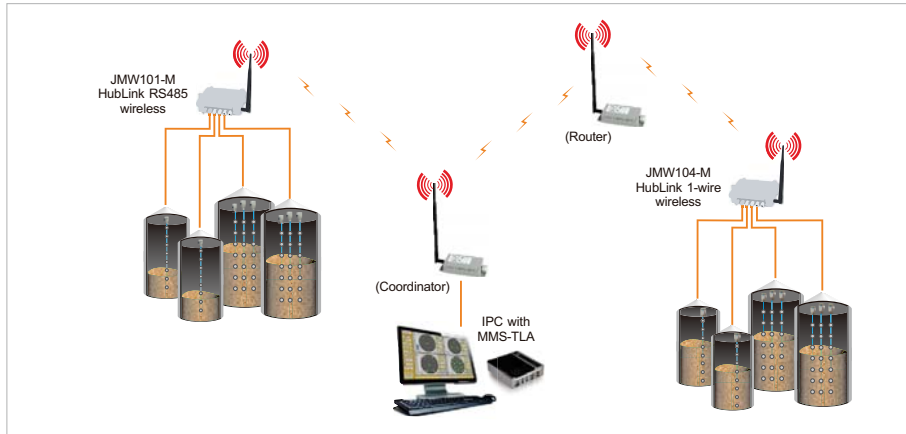 JMW101-M
HubLink RS485
wireless
(Router)
JMW104-M
HubLink 1-wire
wireless
(Coordinator)
IPC with
MMS-TLA